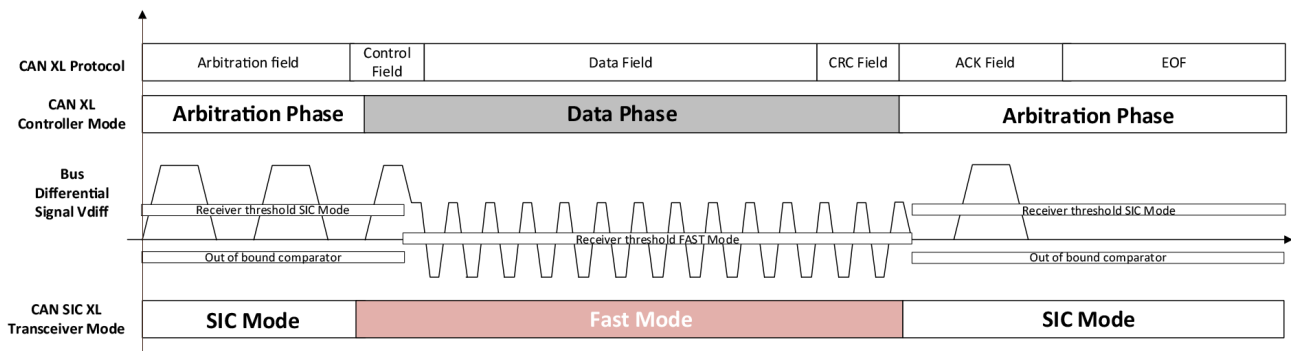 CAN XL Protocol
Arbitration field
Control
Field
Data Field
CRC Field
ACK Field
EOF
CAN XL
Controller Mode
Arbitration Phase
Data Phase
Arbitration Phase
Bus
Differential
Signal Vdiff
Receiver threshold SIC Mode
Receiver threshold SIC Mode
Receiver threshold FAST Mode
Out of bound comparator
Out of bound comparator
CAN SIC XL
Transceiver Mode
SIC Mode
Fast Mode
SIC Mode